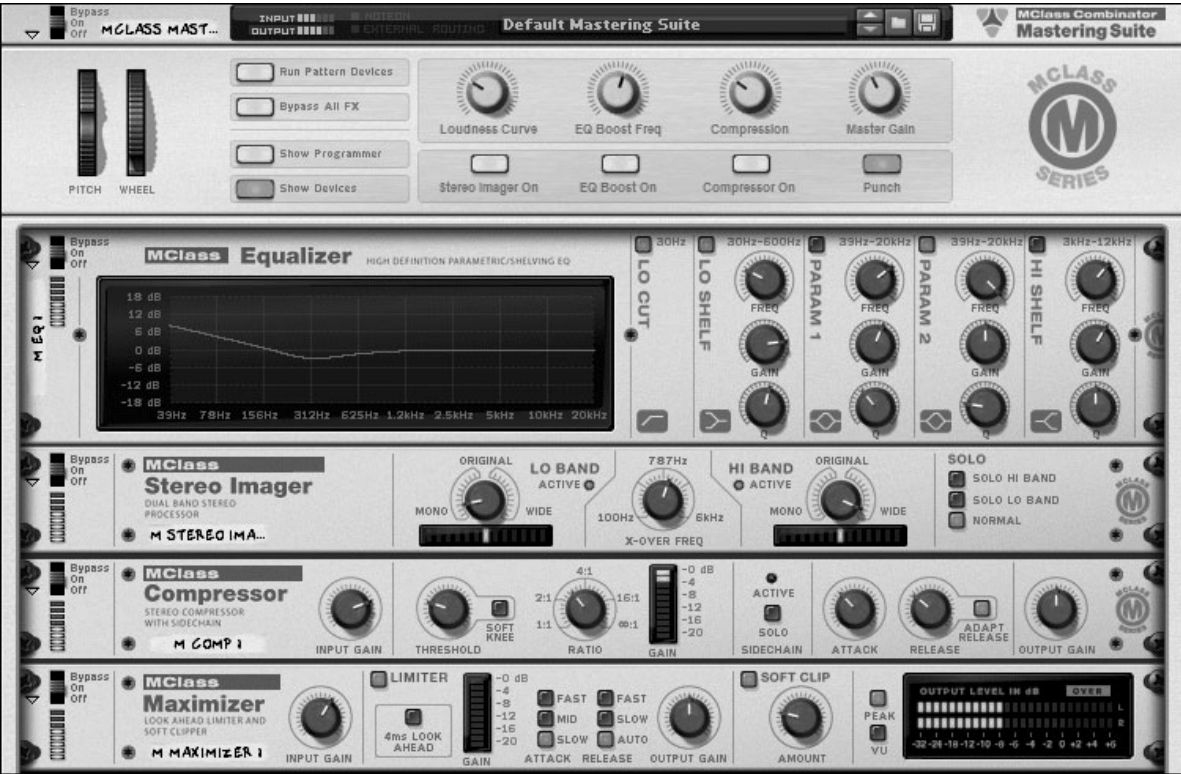 Bypass
On
Off
MCLASS MAST...
INPUT
OUTPUT
NOTEON
EXTERNAL ROUTING
Default Mastering Suite
MClass Combinator
Mastering Suite
Run Pattern Devices
Bypass All FX
Show Programmer
Show Devices
PITCH WHEEL
Loudness Curve EQ Boost Freq Compression Master Gain
Stereo Imager On EQ Boost On Compressor On Punch
MCLASS
M
SERIES
Bypass
On
Off
M EQ 1
MClass Equalizer HIGH DEFINITION PARAMETRIC/SHELVING EQ
18 dB
12 dB
6 dB
0 dB
-6 dB
-12 dB
-18 dB
39Hz 78Hz 156Hz 312Hz 625Hz 1.2kHz 2.5kHz 5kHz 10kHz 20kHz
30Hz
LO CUT
30Hz-600Hz
LO SHELF
FREQ
GAIN
Q
39Hz-20kHz
PARAM 1
FREQ
GAIN
Q
39Hz-20kHz
PARAM 2
FREQ
GAIN
Q
3kHz-12kHz
HI SHELF
FREQ
GAIN
Q
Bypass
On
Off
MClass
Stereo Imager
DUAL BAND STEREO
PROCESSOR
M STEREO IMA...
ORIGINAL
LO BAND
ACTIVE
MONO WIDE
787Hz
100Hz 6kHz
X-OVER FREQ
HI BAND
ACTIVE
ORIGINAL
MONO WIDE
SOLO
SOLO HI BAND
SOLO LO BAND
NORMAL
MCLASS
M
SERIES
Bypass
On
Off
MClass
Compressor
STEREO COMPRESSOR
WITH SIDECHAIN
M COMP 1
INPUT GAIN
THRESHOLD
SOFT
KNEE
4:1
2:1 16:1
1:1 ∞:1
RATIO
-0 dB
-4
-8
-12
-16
-20
GAIN
ACTIVE
SOLO
SIDECHAIN
ATTACK
RELEASE
ADAPT
RELEASE
OUTPUT GAIN
MCLASS
M
SERIES
Bypass
On
Off
MClass
Maximizer
LOOK AHEAD LIMITER AND
SOFT CLIPPER
M MAXIMIZER 1
INPUT GAIN
LIMITER
4ms LOOK
AHEAD
-0 dB
-4
-8
-12
-16
-20
GAIN
FAST
MID
SLOW
ATTACK
FAST
SLOW
AUTO
RELEASE
OUTPUT GAIN
SOFT CLIP
AMOUNT
PEAK
VU
OUTPUT LEVEL IN dB OVER
L
R
-32-24-18-12-10 -8 -6 -4 -2 0 +2 +4 +6